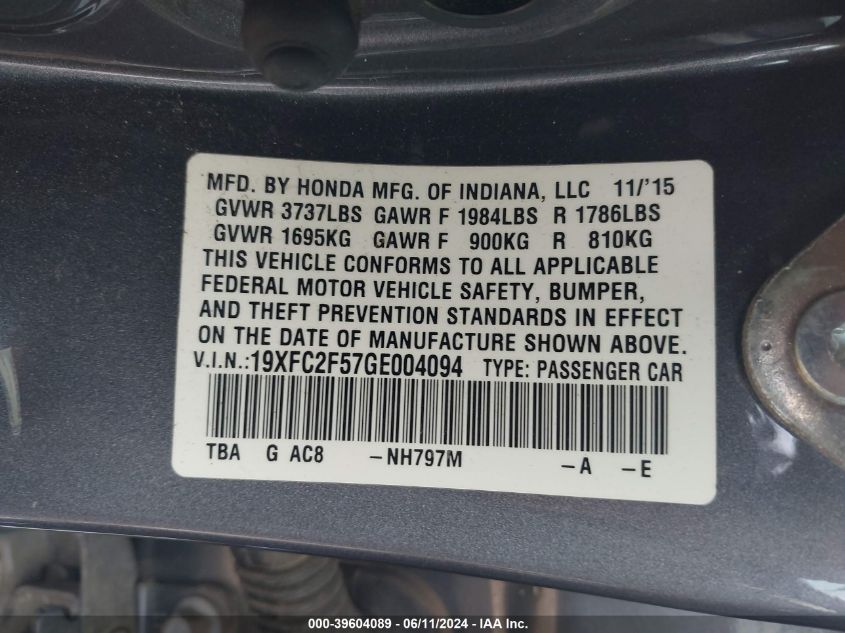 MFD. BY HONDA MFG. OF INDIANA, LLC 11/'15
GVWR 3737LBS GAWR F 1984LBS R 1786LBS
GVWR 1695KG GAWR F 900KG R 810KG
THIS VEHICLE CONFORMS TO ALL APPLICABLE
FEDERAL MOTOR VEHICLE SAFETY, BUMPER,
AND THEFT PREVENTION STANDARDS IN EFFECT
ON THE DATE OF MANUFACTURE SHOWN ABOVE.
V.I.N.:19XFC2F57GE004094 TYPE: PASSENGER CAR
TBA G AC8 -NH797M -A -E
000-39604089 - 06/11/2024 - IAA Inc.